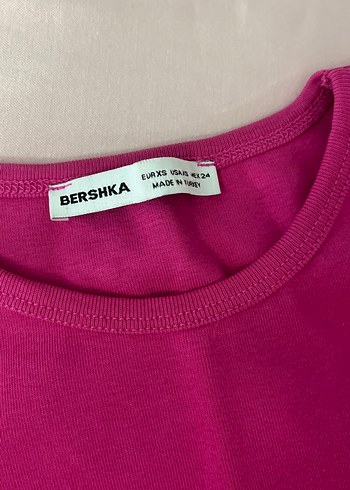 BERSHKA
EUR XS USA XS MEX 24
MADE IN TURKEY